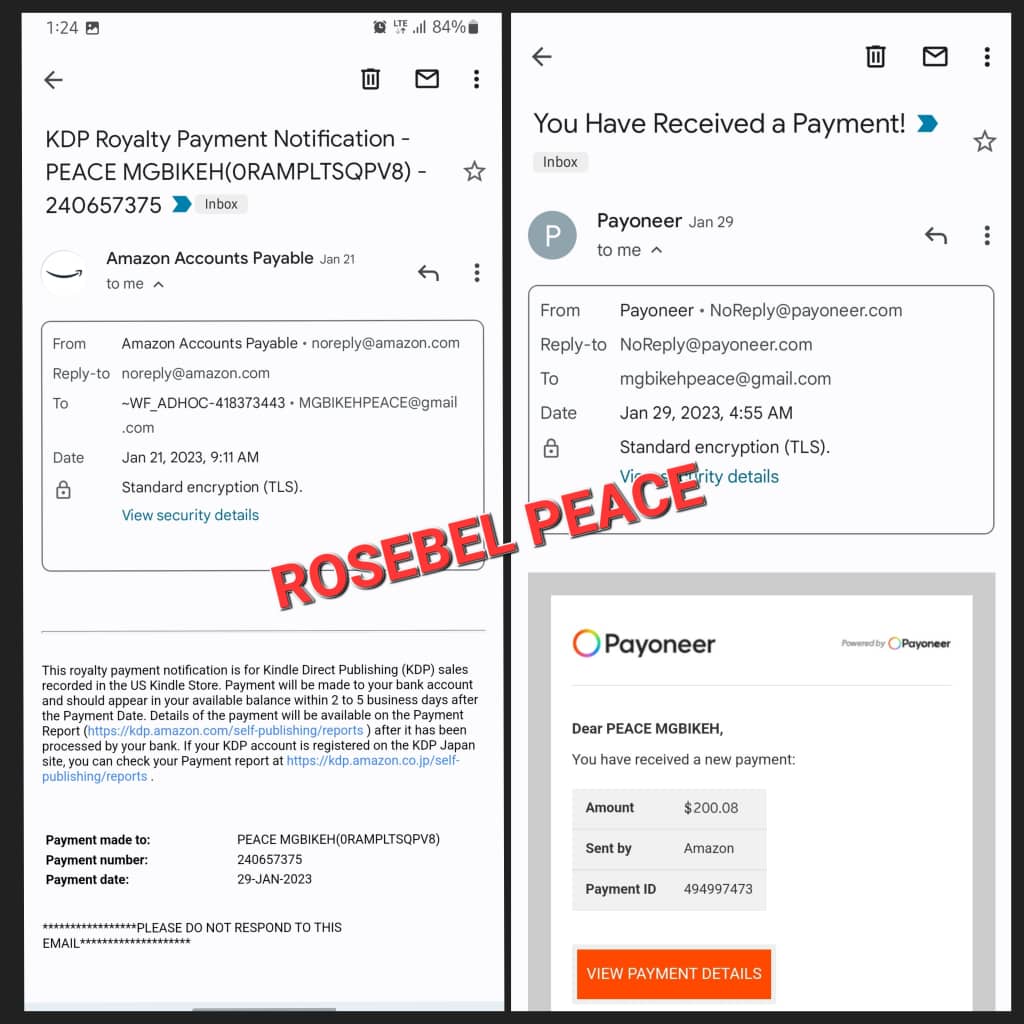 1:24 LTE 84%
KDP Royalty Payment Notification -
PEACE MGBIKEH(0RAMPLTSQPV8) -
240657375 Inbox
Amazon Accounts Payable Jan 21
to me
From Amazon Accounts Payable • noreply@amazon.com
Reply-to noreply@amazon.com
To ~WF_ADHOC-418373443 • MGBIKEHPEACE@gmail
.com
Date Jan 21, 2023, 9:11 AM
Standard encryption (TLS).
View security details
This royalty payment notification is for Kindle Direct Publishing (KDP) sales
recorded in the US Kindle Store. Payment will be made to your bank account
and should appear in your available balance within 2 to 5 business days after
the Payment Date. Details of the payment will be available on the Payment
Report (https://kdp.amazon.com/self-publishing/reports ) after it has been
processed by your bank. If your KDP account is registered on the KDP Japan
site, you can check your Payment report at https://kdp.amazon.co.jp/self-
publishing/reports .
Payment made to: PEACE MGBIKEH(0RAMPLTSQPV8)
Payment number: 240657375
Payment date: 29-JAN-2023
*****************PLEASE DO NOT RESPOND TO THIS
EMAIL********************
You Have Received a Payment!
Inbox
P
Payoneer Jan 29
to me
From Payoneer • NoReply@payoneer.com
Reply-to NoReply@payoneer.com
To mgbikehpeace@gmail.com
Date Jan 29, 2023, 4:55 AM
Standard encryption (TLS).
View security details
ROSEBEL PEACE
Payoneer Powered by Payoneer
Dear PEACE MGBIKEH,
You have received a new payment:
Amount $200.08
Sent by Amazon
Payment ID 494997473
VIEW PAYMENT DETAILS